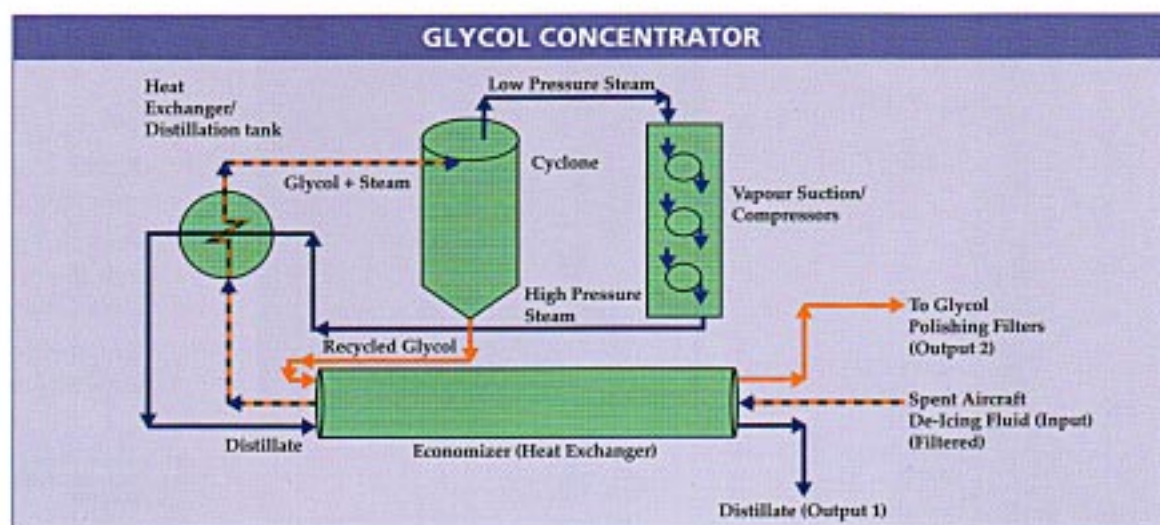 GLYCOL CONCENTRATOR
Heat
Exchanger/
Distillation tank
Low Pressure Steam
Glycol + Steam
Cyclone
Vapour Suction/
Compressors
High Pressure
Steam
Recycled Glycol
To Glycol
Polishing Filters
(Output 2)
Spent Aircraft
De-Icing Fluid (Input)
(Filtered)
Distillate
Economizer (Heat Exchanger)
Distillate (Output 1)